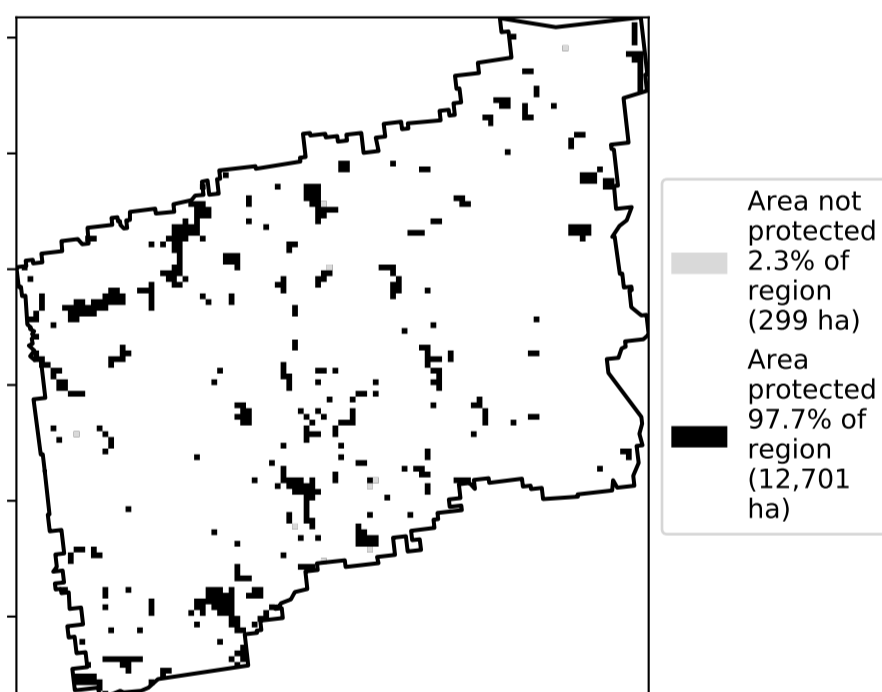 Area not
protected
2.3% of
region
(299 ha)
Area
protected
97.7% of
region
(12,701
ha)